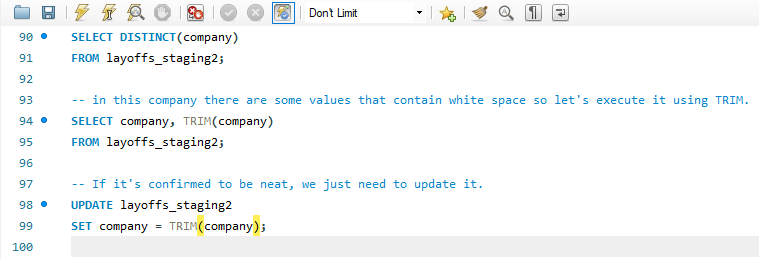 Don't Limit
90 SELECT DISTINCT(company)
91 FROM layoffs_staging2;
92
93 -- in this company there are some values that contain white space so let's execute it using TRIM.
94 SELECT company, TRIM(company)
95 FROM layoffs_staging2;
96
97 -- If it's confirmed to be neat, we just need to update it.
98 UPDATE layoffs_staging2
99 SET company = TRIM(company);
100